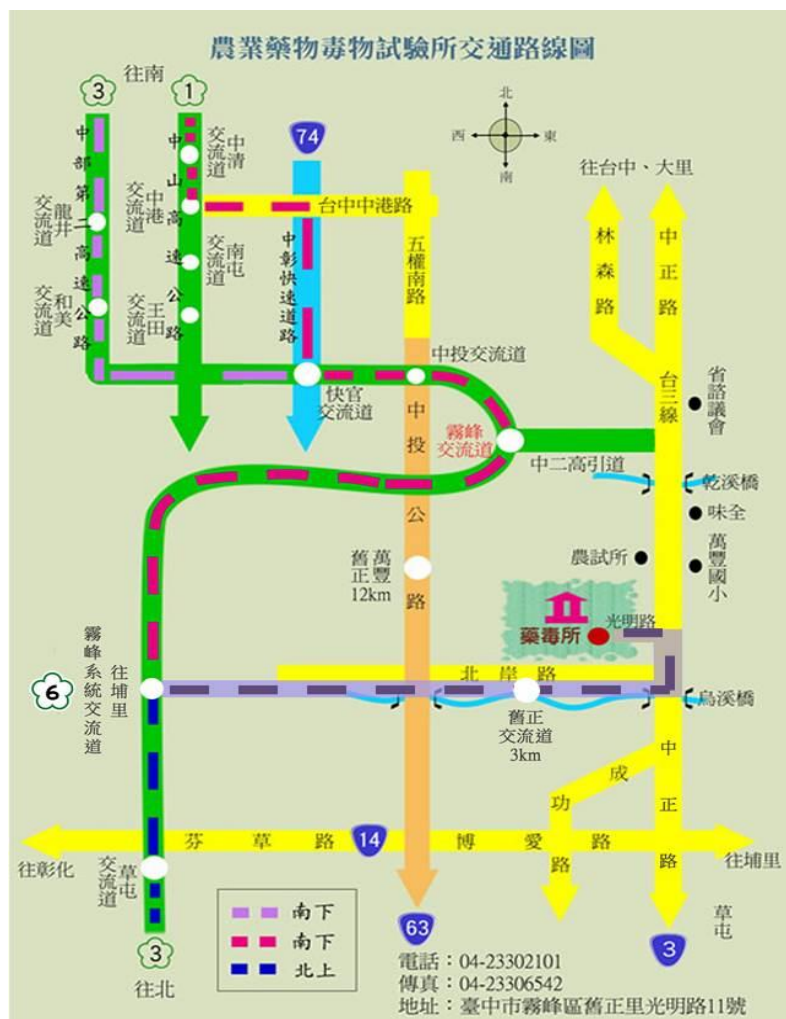 農業藥物毒物試驗所交通路線圖
往南
3
1
74
北
西
東
南
往台中、大里
中部第二高速公路
中山高速公路
中清交流道
中港交流道
南屯交流道
王田交流道
龍井交流道
和美交流道
台中中港路
中彰快速道路
五權南路
林森路
中正路
台三線
省諮議會
快官交流道
中投交流道
霧峰交流道
中二高引道
乾溪橋
味全
萬豐國小
農試所
中投公路
萬豐
舊正
12km
光明路
藥毒所
霧峰系統交流道
往埔里
6
北岸路
舊正
交流道
3km
烏溪橋
中正路
成功路
往彰化
芬草路
14
博愛路
往埔里
草屯交流道
草屯
3
往北
南下
南下
北上
63
3
電話：04-23302101
傳真：04-23306542
地址：臺中市霧峰區舊正里光明路11號